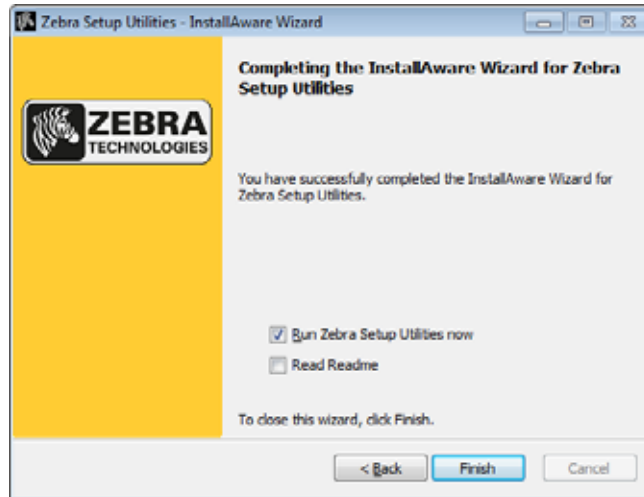 Zebra Setup Utilities - InstallAware Wizard
Completing the InstallAware Wizard for Zebra
Setup Utilities
ZEBRA
TECHNOLOGIES
You have successfully completed the InstallAware Wizard for
Zebra Setup Utilities.
Run Zebra Setup Utilities now
Read Readme
To close this wizard, click Finish.
< Back
Finish
Cancel